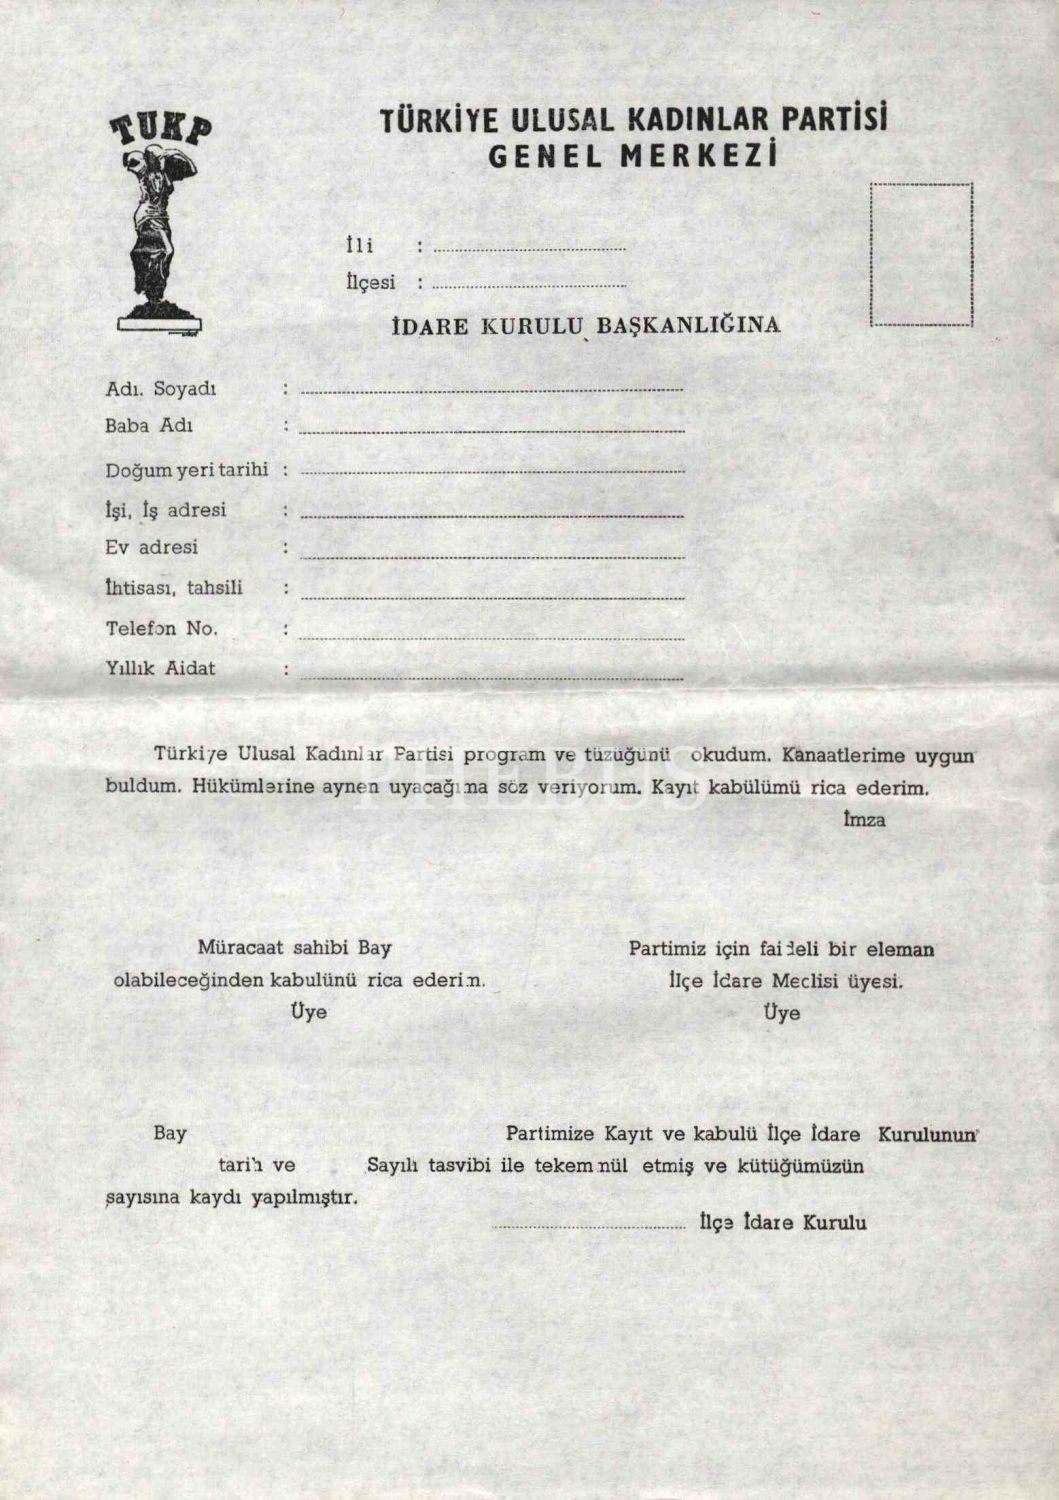 TUKP
TÜRKİYE ULUSAL KADINLAR PARTİSİ
GENEL MERKEZİ
İli :
İlçesi :
İDARE KURULU BAŞKANLIĞINA
Adı. Soyadı :
Baba Adı :
Doğum yeri tarihi :
İşi, İş adresi :
Ev adresi :
İhtisası, tahsili :
Telefon No. :
Yıllık Aidat :
Türkiye Ulusal Kadınlar Partisi program ve tüzüğünü okudum. Kanaatlerime uygun
buldum. Hükümlerine aynen uyacağıma söz veriyorum. Kayıt kabülümü rica ederim.
İmza
Müracaat sahibi Bay Partimiz için faideli bir eleman
olabileceğinden kabulünü rica ederim. İlçe İdare Meclisi üyesi.
Üye Üye
Bay Partimize Kayıt ve kabulü İlçe İdare Kurulunun
tarih ve Sayılı tasvibi ile tekemmül etmiş ve kütüğümüzün
sayısına kaydı yapılmıştır.
İlçe İdare Kurulu